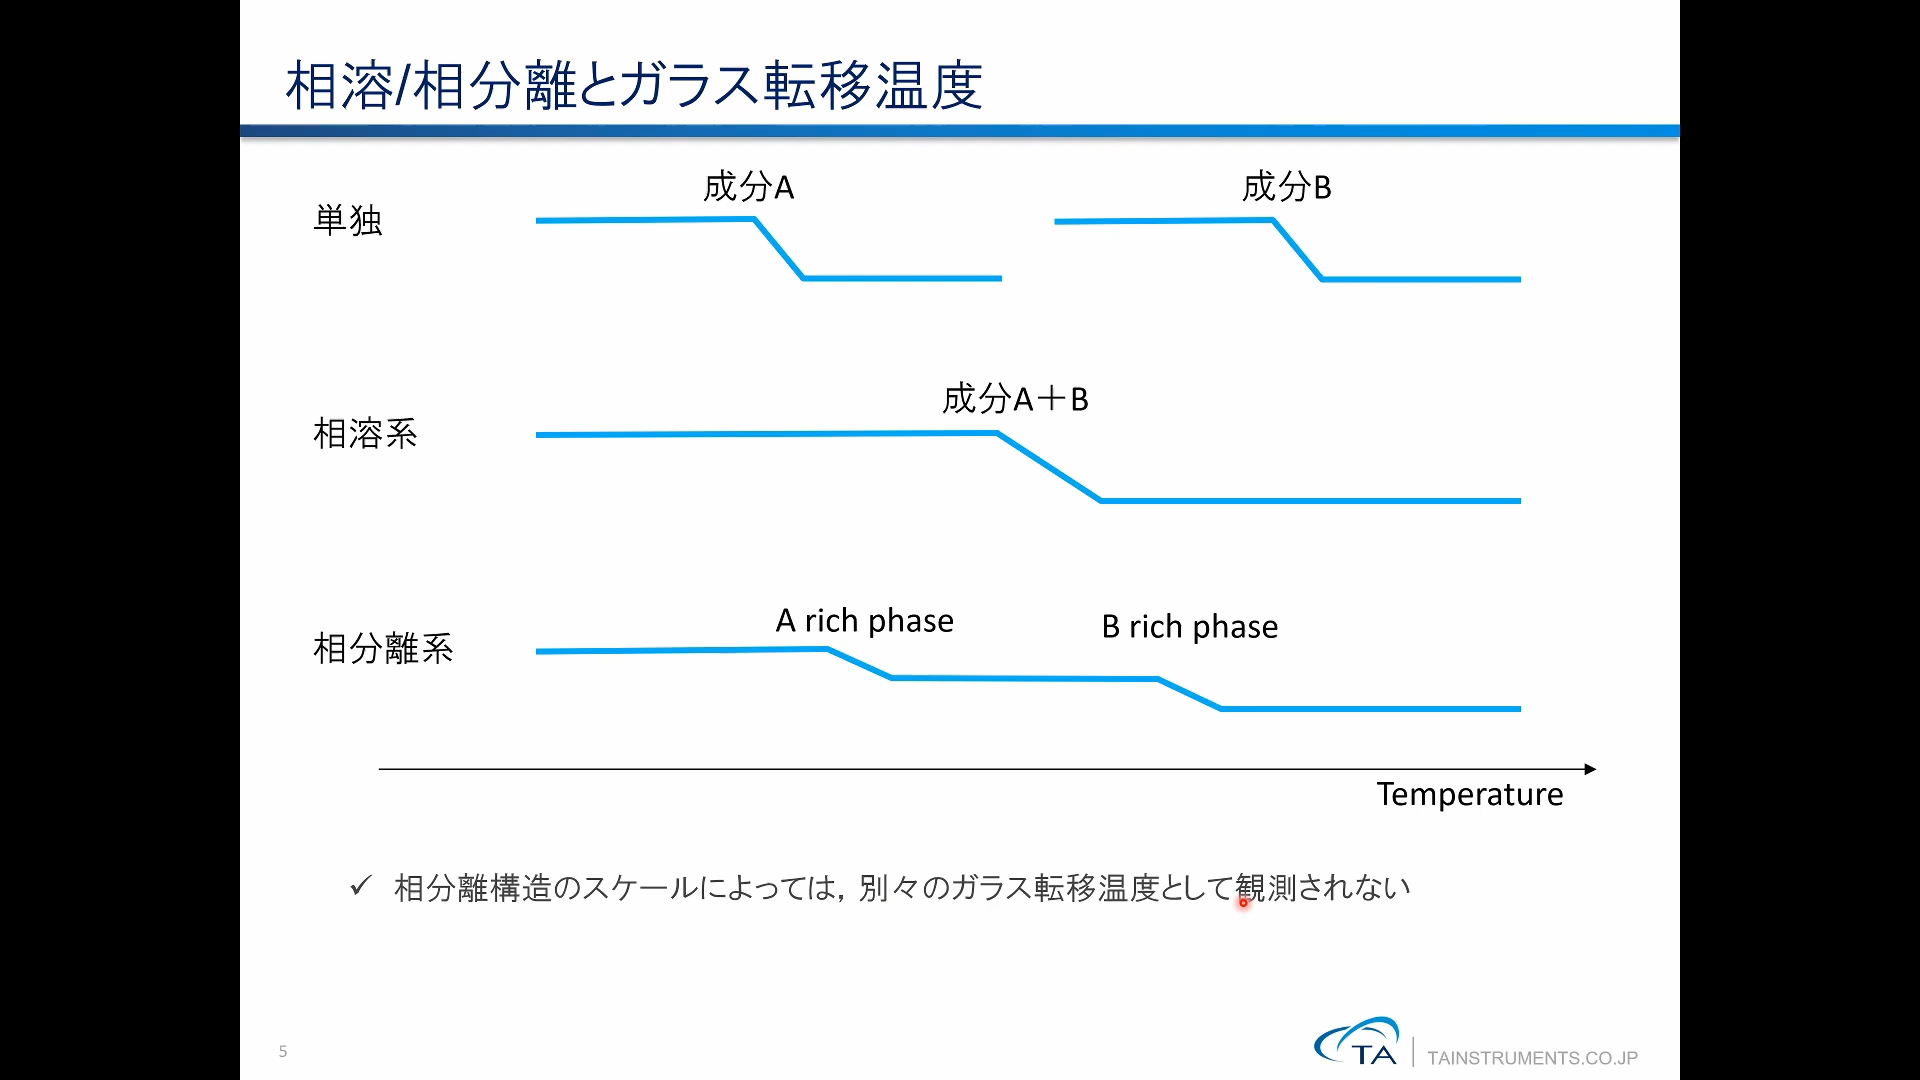 相溶/相分離とガラス転移温度
成分A
成分B
単独
成分A＋B
相溶系
A rich phase
B rich phase
相分離系
Temperature
✓ 相分離構造のスケールによっては，別々のガラス転移温度として観測されない
5
TA
TAINSTRUMENTS.CO.JP